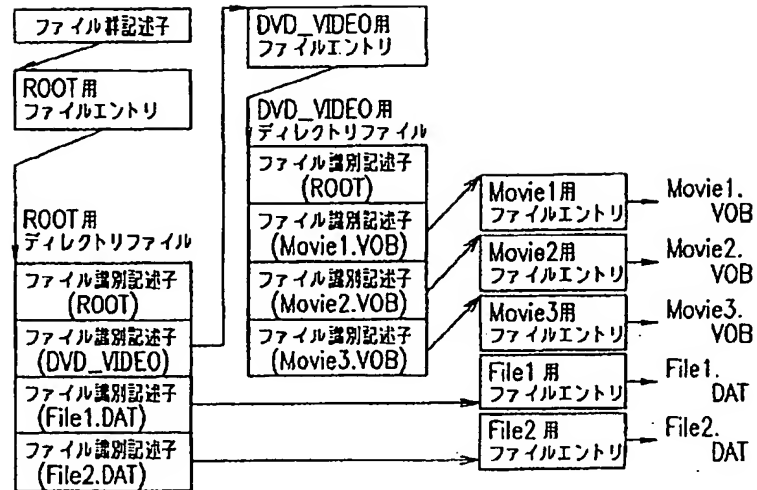 ファイル群記述子
ROOT用
ファイルエントリ
ROOT用
ディレクトリファイル
ファイル識別記述子
(ROOT)
ファイル識別記述子
(DVD_VIDEO)
ファイル識別記述子
(File1.DAT)
ファイル識別記述子
(File2.DAT)
DVD_VIDEO用
ファイルエントリ
DVD_VIDEO用
ディレクトリファイル
ファイル識別記述子
(ROOT)
ファイル識別記述子
(Movie1.VOB)
ファイル識別記述子
(Movie2.VOB)
ファイル識別記述子
(Movie3.VOB)
Movie1用
ファイルエントリ
Movie1.
VOB
Movie2用
ファイルエントリ
Movie2.
VOB
Movie3用
ファイルエントリ
Movie3.
VOB
File1用
ファイルエントリ
File1.
DAT
File2用
ファイルエントリ
File2.
DAT